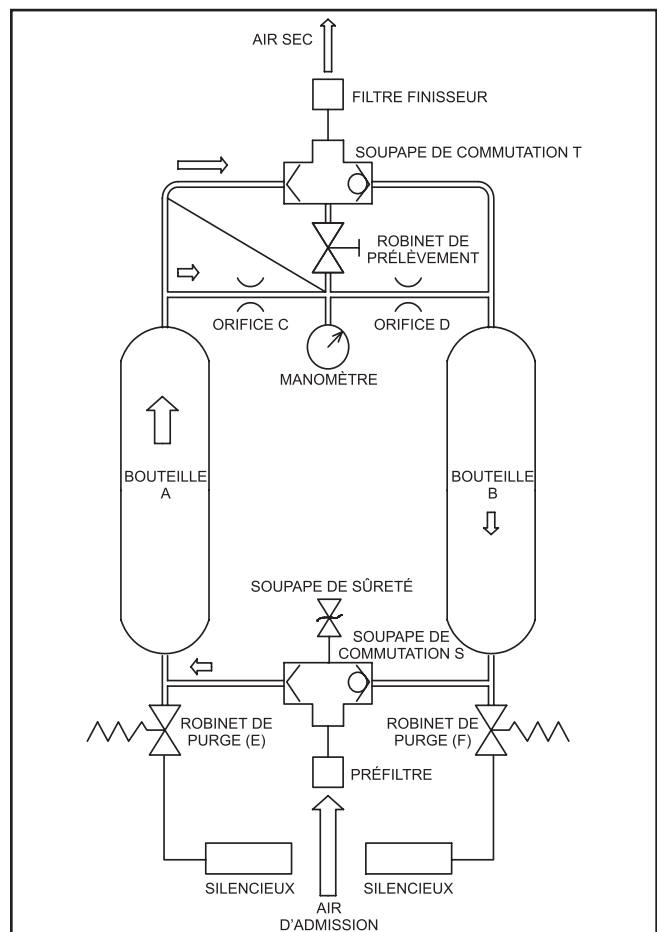 AIR SEC
FILTRE FINISSEUR
SOUPAPE DE COMMUTATION T
ROBINET DE
PRÉLÈVEMENT
ORIFICE C
ORIFICE D
MANOMÈTRE
BOUTEILLE
A
BOUTEILLE
B
SOUPAPE DE SÛRETÉ
SOUPAPE DE
COMMUTATION S
ROBINET DE
PURGE (E)
ROBINET DE
PURGE (F)
PRÉFILTRE
SILENCIEUX
SILENCIEUX
AIR
D'ADMISSION